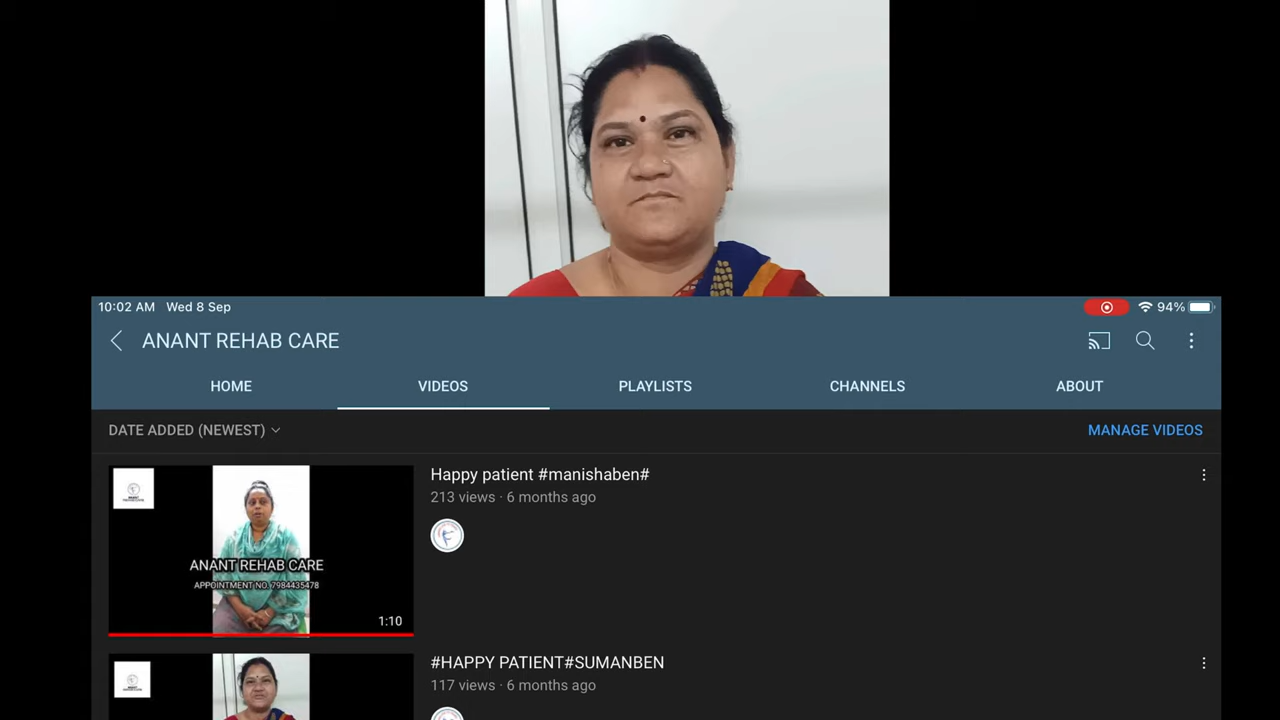 10:02 AM Wed 8 Sep
94%
ANANT REHAB CARE
HOME
VIDEOS
PLAYLISTS
CHANNELS
ABOUT
DATE ADDED (NEWEST)
MANAGE VIDEOS
ANANT REHAB CARE
APPOINTMENT NO. 7984435478
1:10
Happy patient #manishaben#
213 views · 6 months ago
#HAPPY PATIENT#SUMANBEN
117 views · 6 months ago